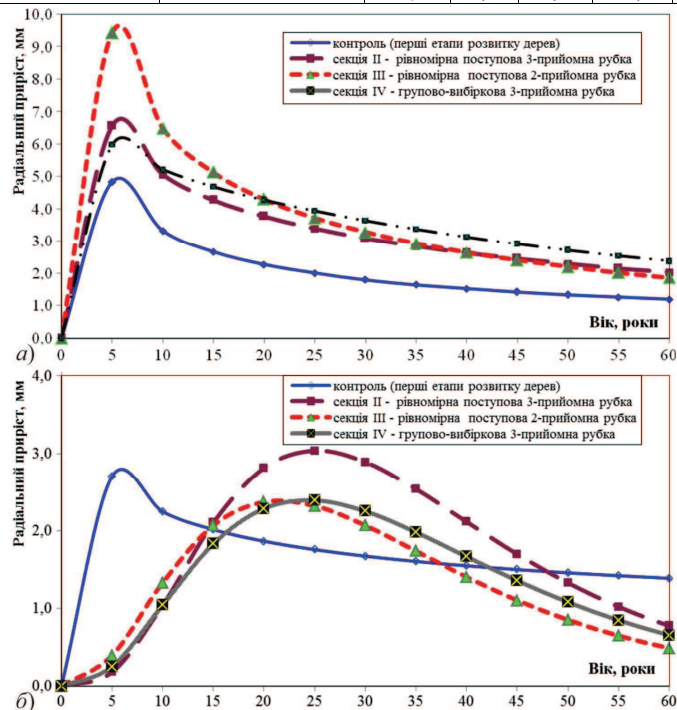 10,0
9,0
8,0
7,0
6,0
5,0
4,0
3,0
2,0
1,0
0,0
Радіальний приріст, мм
контроль (перші етапи розвитку дерев)
секція II - рівномірна поступова 3-прийомна рубка
секція III - рівномірна поступова 2-прийомна рубка
секція IV - групово-вибіркова 3-прийомна рубка
Вік, роки
а)
0 5 10 15 20 25 30 35 40 45 50 55 60
4,0
3,0
2,0
1,0
0,0
Радіальний приріст, мм
контроль (перші етапи розвитку дерев)
секція II - рівномірна поступова 3-прийомна рубка
секція III - рівномірна поступова 2-прийомна рубка
секція IV - групово-вибіркова 3-прийомна рубка
Вік, роки
б)
0 5 10 15 20 25 30 35 40 45 50 55 60